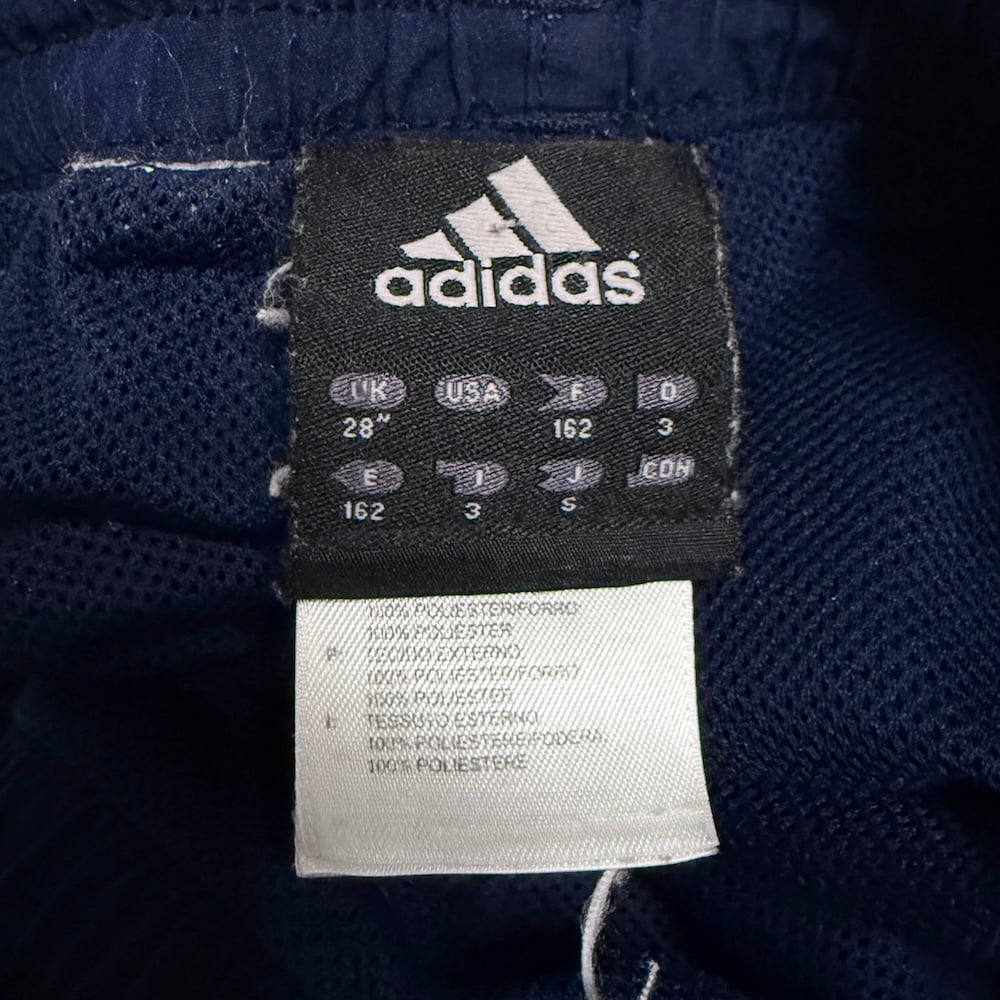 adidas
UK USA F D
28" 162 3
E I J CDN
162 3 S
100% POLIESTER/FORRO:
100% POLIESTER
P TECIDO EXTERNO:
100% POLIESTER/FORRO:
100% POLIESTER
I TESSUTO ESTERNO:
100% POLIESTERE/FODERA:
100% POLIESTERE